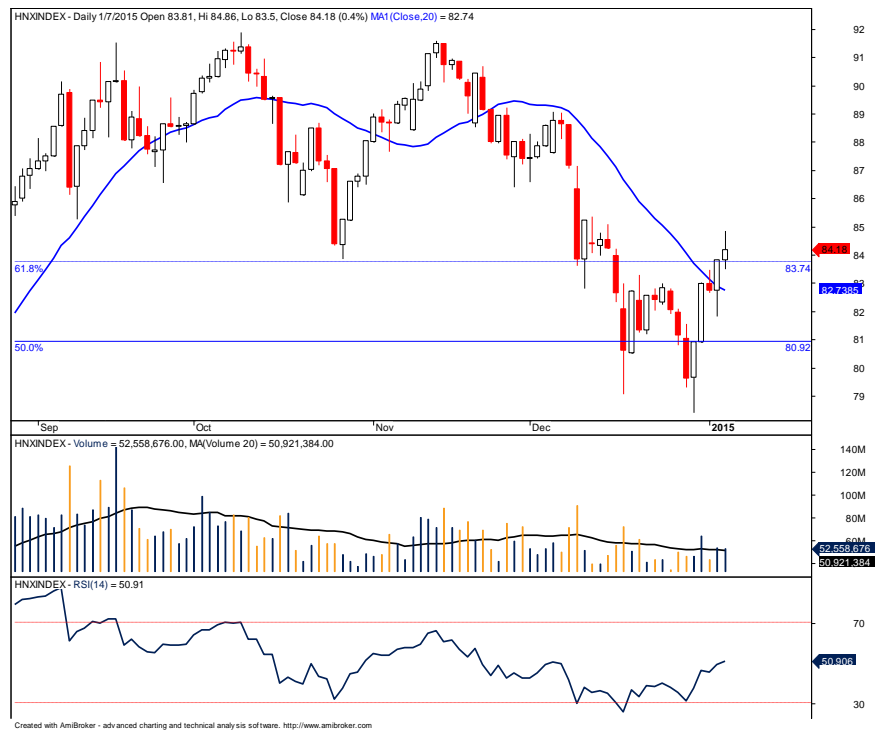 HNXINDEX - Daily 1/7/2015 Open 83.81, Hi 84.86, Lo 83.5, Close 84.18 (0.4%) MA1(Close,20) = 82.74
92
91
90
89
88
87
86
85
84.18
84
61.8%
83.74
83
82.7385
82
50.0%
80.92
81
80
79
Sep
Oct
Nov
Dec
2015
HNXINDEX - Volume = 52,558,676.00, MA(Volume 20) = 50,921,384.00
140M
120M
100M
80M
60M
52,558,676
50,921,384
HNXINDEX - RSI(14) = 50.91
70
50.906
30
Created with AmiBroker - advanced charting and technical analysis software. http://www.amibroker.com